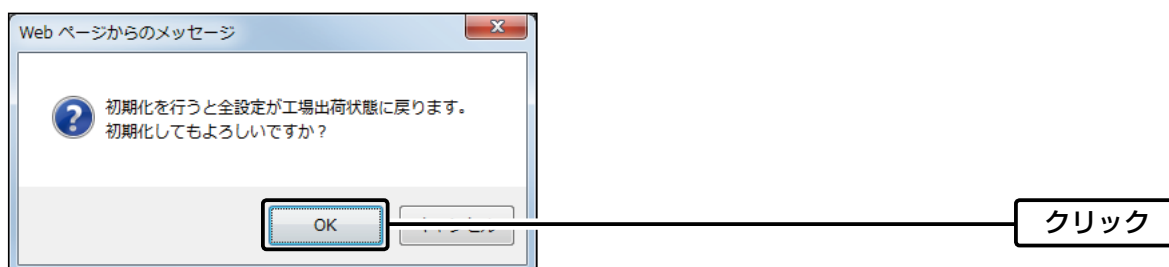 Web ページからのメッセージ
初期化を行うと全設定が工場出荷状態に戻ります。
初期化してもよろしいですか？
OK
クリック